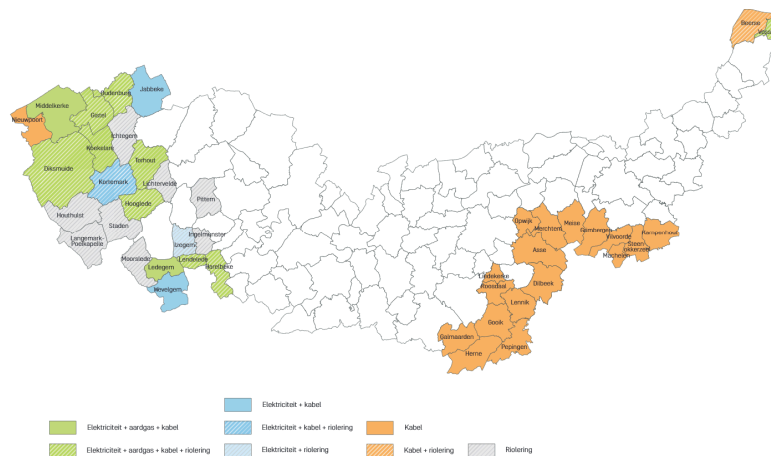 Beerse
Jabbeke
Oudenburg
Middelkerke
Gistel
Nieuwpoort
Ichtegem
Koekelare
Torhout
Diksmuide
Kortemark
Lichtervelde
Pittem
Hooglede
Houthulst
Staden
Langemark-
Poelkapelle
Ingelmunster
Izegem
Moorslede
Lendelede
Ledegem
Harelbeke
Wevelgem
Opwijk
Merchtem
Meise
Grimbergen
Vilvoorde
Kampenhout
Steen-
okkerzeel
Machelen
Asse
Liedekerke
Roosdaal
Dilbeek
Lennik
Gooik
Galmaarden
Herne
Pepingen
Elektriciteit + kabel
Elektriciteit + aardgas + kabel
Elektriciteit + kabel + riolering
Kabel
Elektriciteit + aardgas + kabel + riolering
Elektriciteit + riolering
Kabel + riolering
Riolering